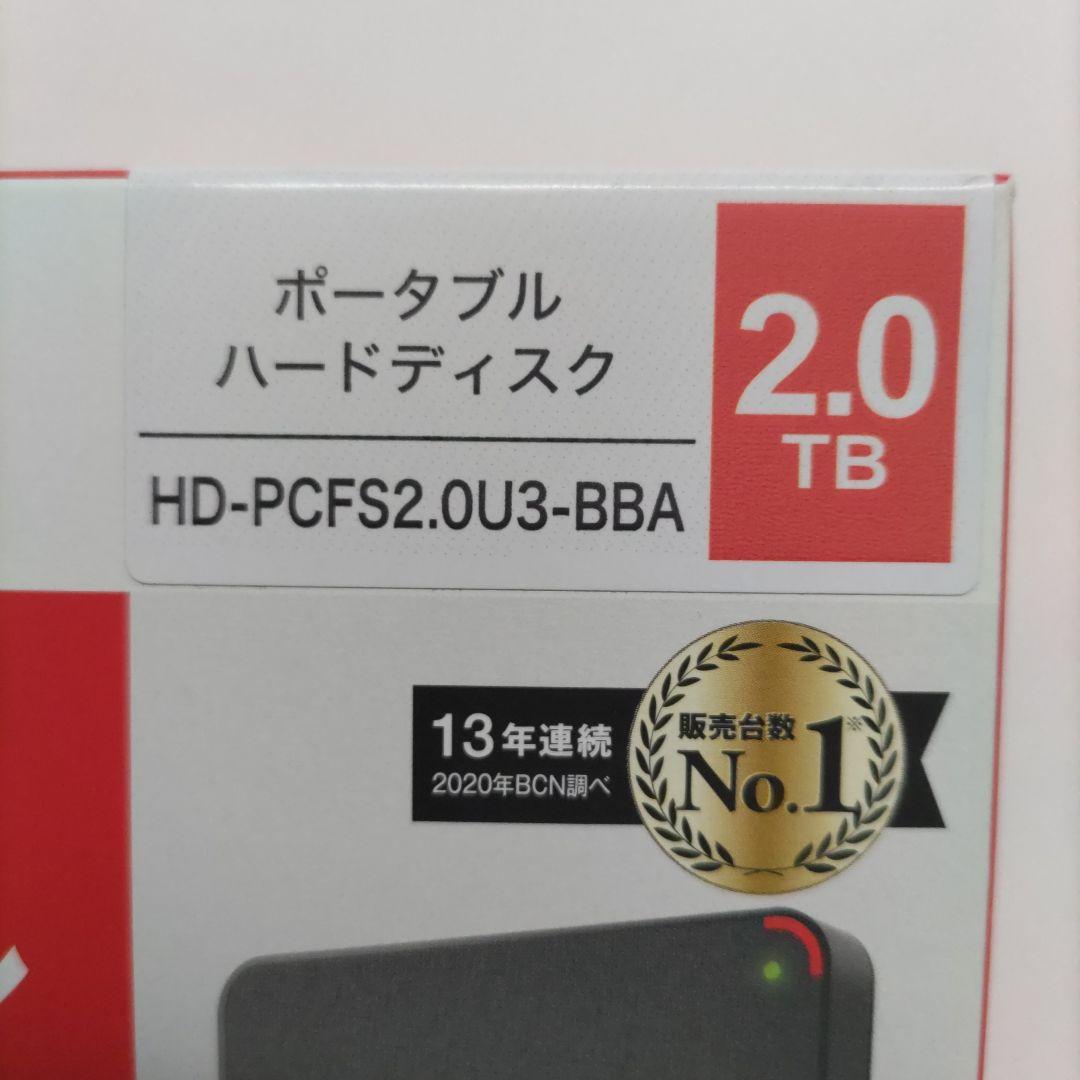 ポータブル
ハードディスク
HD-PCFS2.0U3-BBA
2.0
TB
13年連続
2020年BCN調べ
販売台数
No.1※